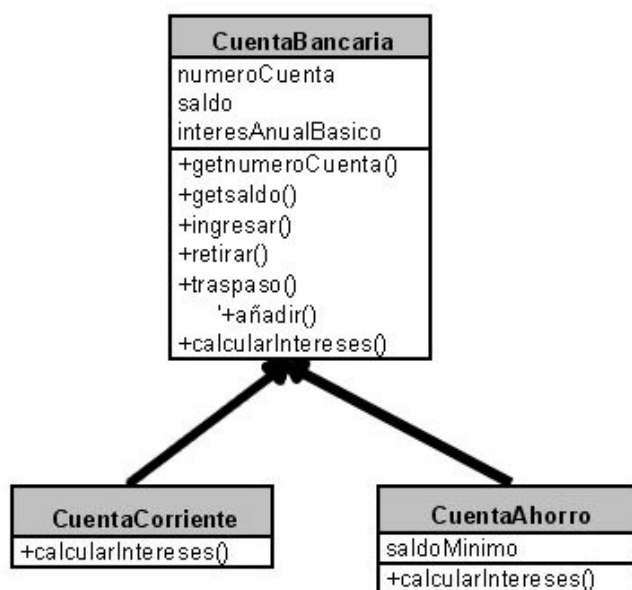 CuentaBancaria
numeroCuenta
saldo
interesAnualBasico
+getnumeroCuenta()
+getsaldo()
+ingresar()
+retirar()
+traspaso()
'+añadir()
+calcularIntereses()
CuentaCorriente
+calcularIntereses()
CuentaAhorro
saldoMinimo
+calcularIntereses()